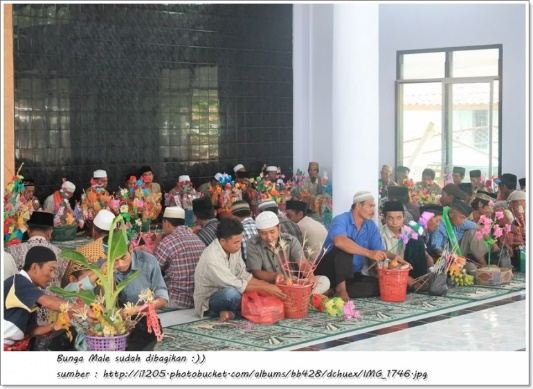 Bunga Male sudah dibagikan :))
sumber : http://i1205.photobucket.com/albums/bb428/dchuex/IMG_1746.jpg